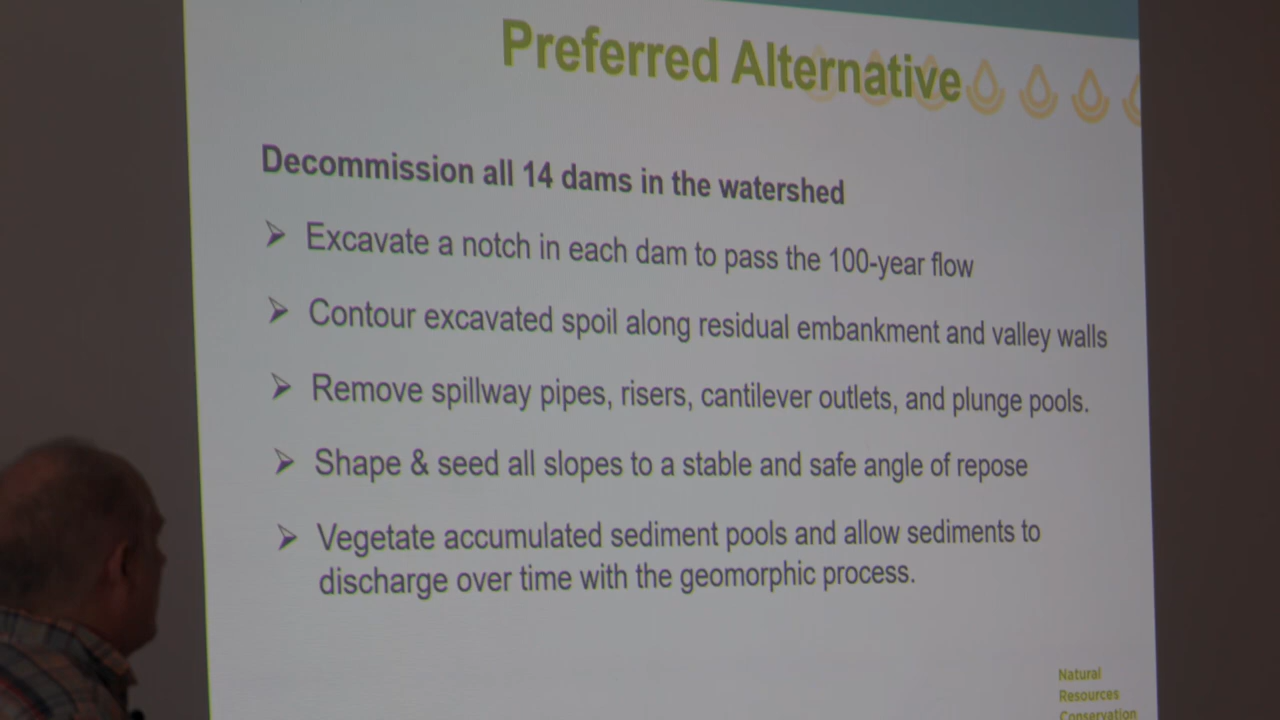 Preferred Alternative
Decommission all 14 dams in the watershed
➢ Excavate a notch in each dam to pass the 100-year flow
➢ Contour excavated spoil along residual embankment and valley walls
➢ Remove spillway pipes, risers, cantilever outlets, and plunge pools.
➢ Shape & seed all slopes to a stable and safe angle of repose
➢ Vegetate accumulated sediment pools and allow sediments to
discharge over time with the geomorphic process.
Natural
Resources
Conservation